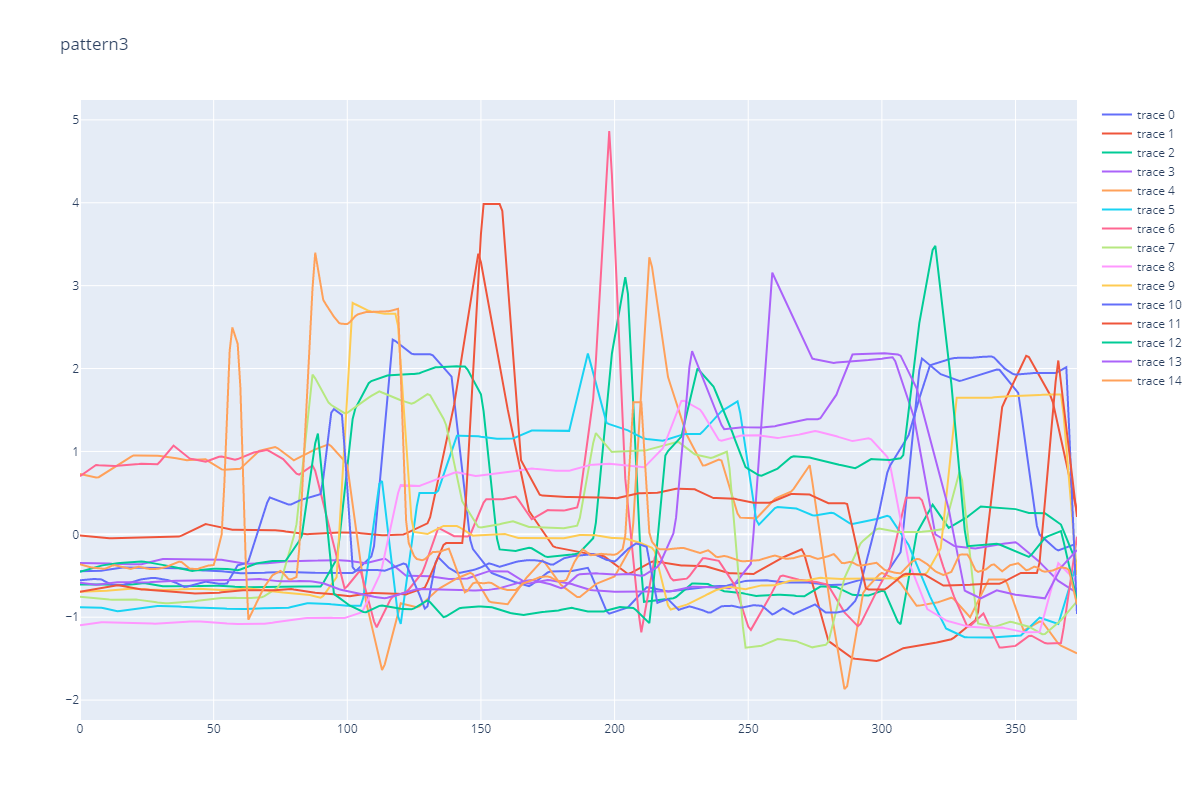 pattern3
5
4
3
2
1
0
−1
−2
0 50 100 150 200 250 300 350
trace 0
trace 1
trace 2
trace 3
trace 4
trace 5
trace 6
trace 7
trace 8
trace 9
trace 10
trace 11
trace 12
trace 13
trace 14